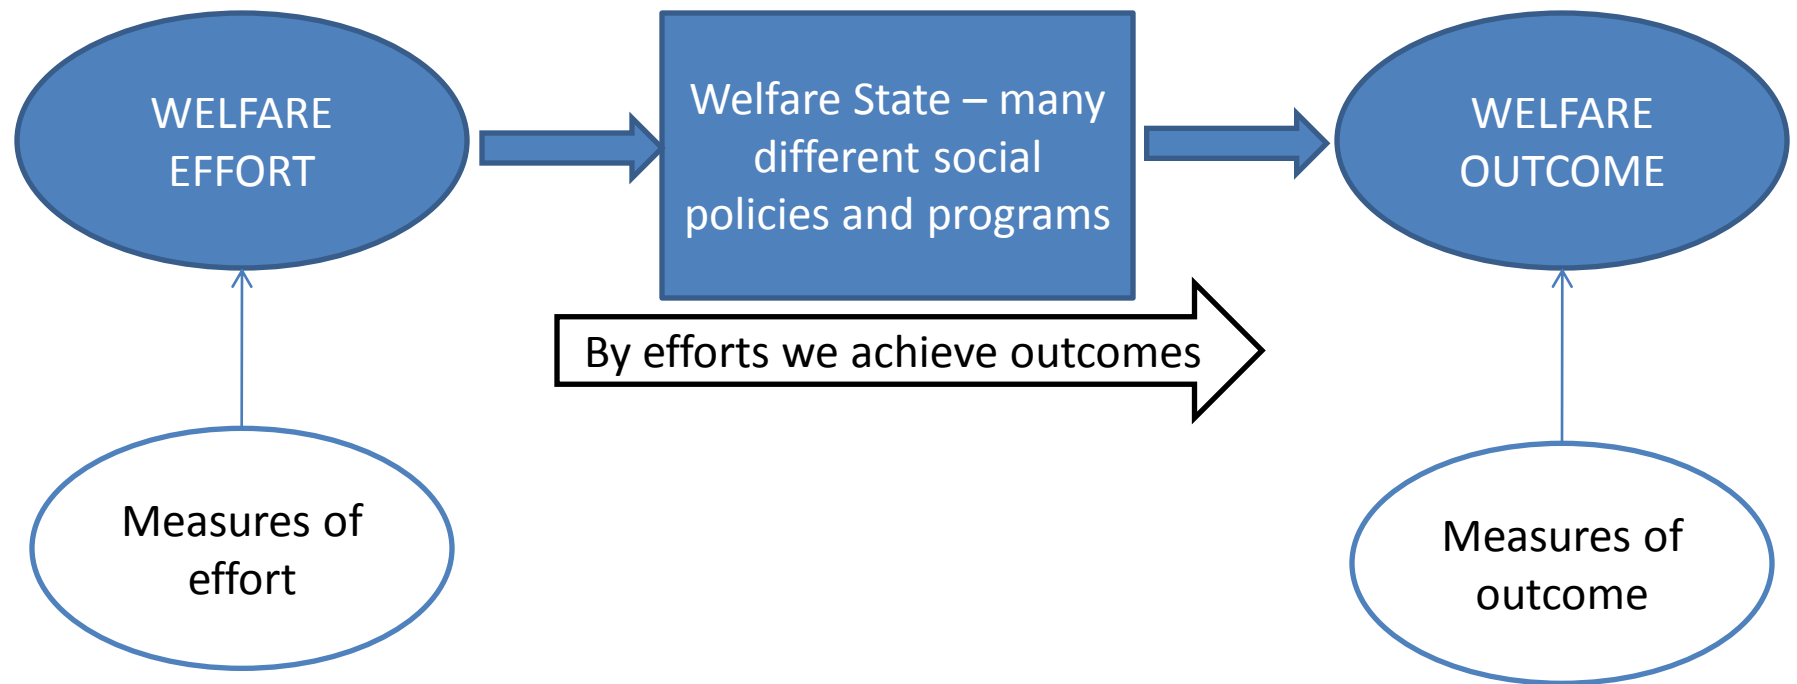 WELFARE
EFFORT
Welfare State – many
different social
policies and programs
WELFARE
OUTCOME
By efforts we achieve outcomes
Measures of
effort
Measures of
outcome